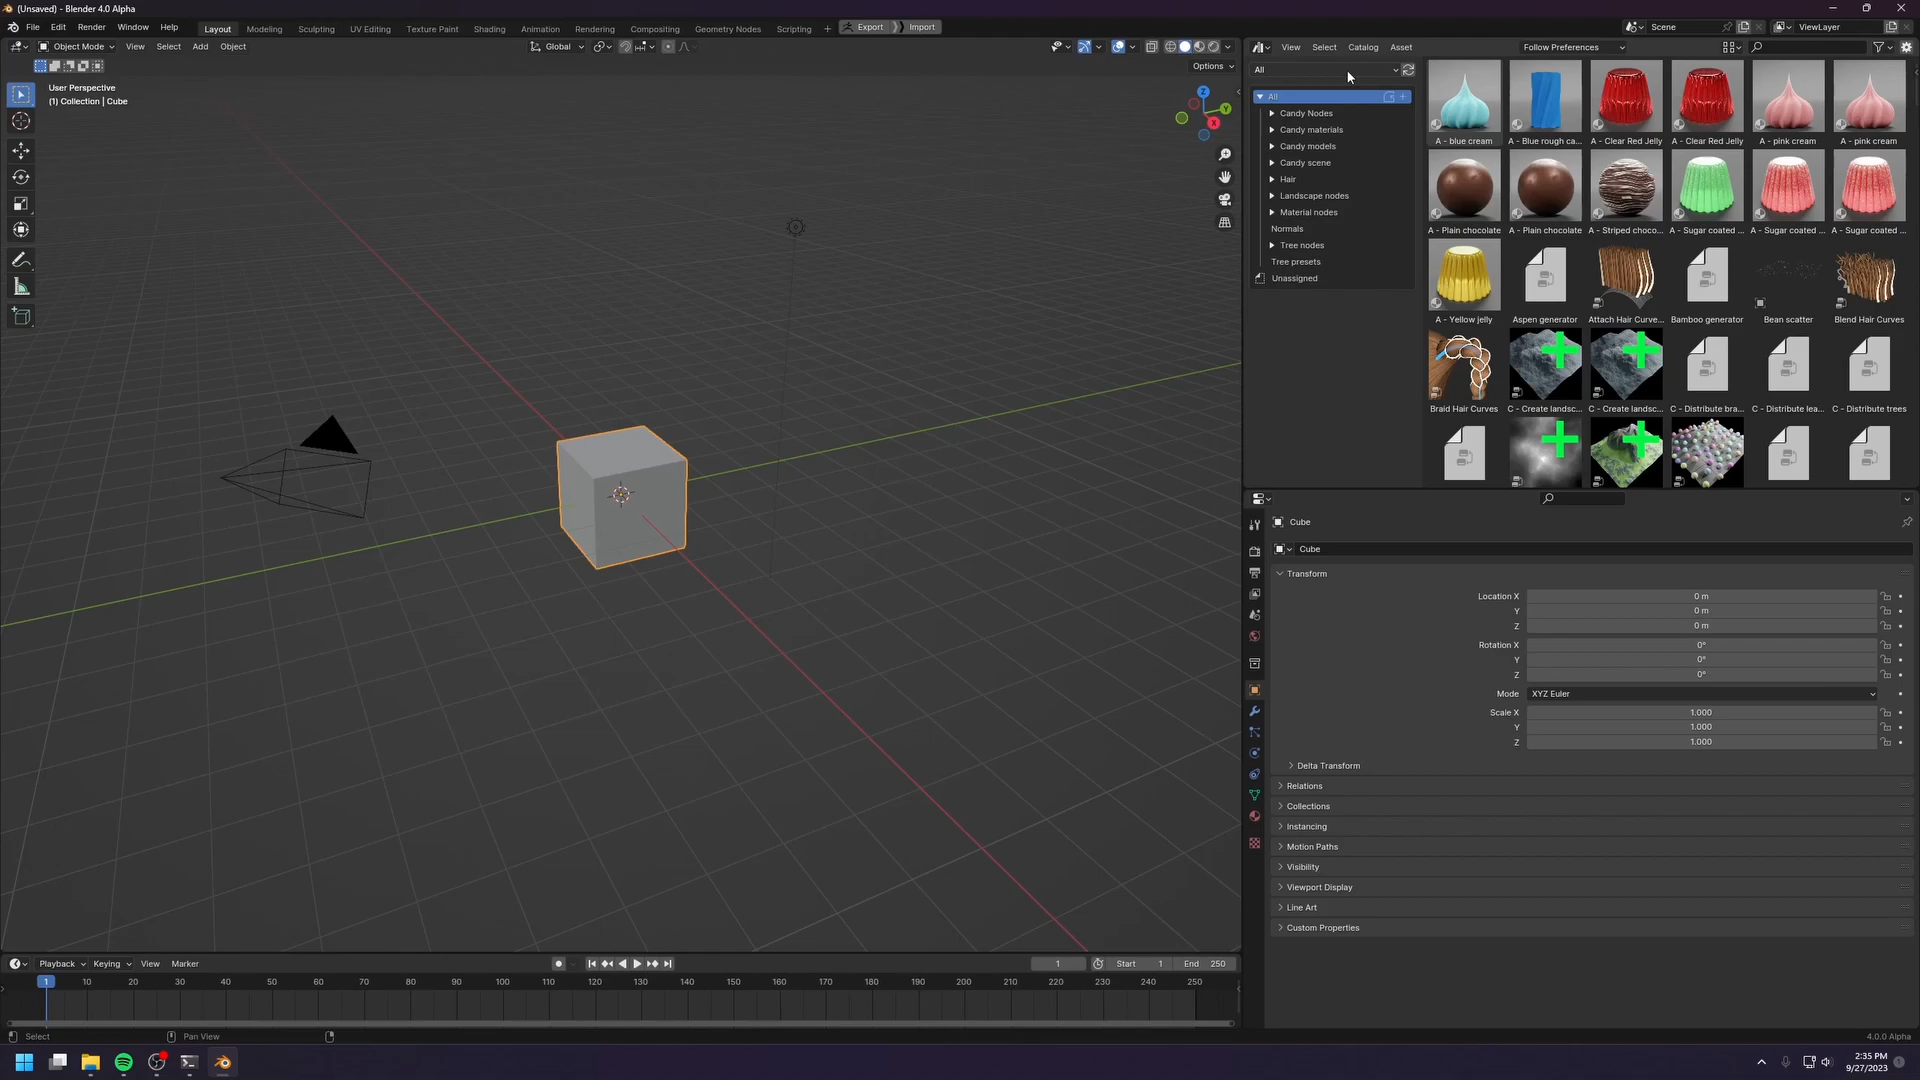 (Unsaved) - Blender 4.0 Alpha
File Edit Render Window Help Layout Modeling Sculpting UV Editing Texture Paint Shading Animation Rendering Compositing Geometry Nodes Scripting + Export Import Scene ViewLayer
Object Mode View Select Add Object Global View Select Catalog Asset Follow Preferences
Options All
User Perspective
(1) Collection | Cube
Z
Y
X
All
Candy Nodes
Candy materials
Candy models
Candy scene
Hair
Landscape nodes
Material nodes
Normals
Tree nodes
Tree presets
Unassigned
A - blue cream A - Blue rough ca... A - Clear Red Jelly A - Clear Red Jelly A - pink cream A - pink cream
A - Plain chocolate A - Plain chocolate A - Striped choco... A - Sugar coated ... A - Sugar coated ... A - Sugar coated ...
A - Yellow jelly Aspen generator Attach Hair Curve... Bamboo generator Bean scatter Blend Hair Curves
Braid Hair Curves C - Create landsc... C - Create landsc... C - Distribute bra... C - Distribute lea... C - Distribute trees
Cube
Cube
Transform
Location X 0 m
Y 0 m
Z 0 m
Rotation X 0°
Y 0°
Z 0°
Mode XYZ Euler
Scale X 1.000
Y 1.000
Z 1.000
Delta Transform
Relations
Collections
Instancing
Motion Paths
Visibility
Viewport Display
Line Art
Custom Properties
Playback Keying View Marker 1 Start 1 End 250
1 10 20 30 40 50 60 70 80 90 100 110 120 130 140 150 160 170 180 190 200 210 220 230 240 250
Select Pan View 4.0.0 Alpha
2:35 PM
9/27/2023